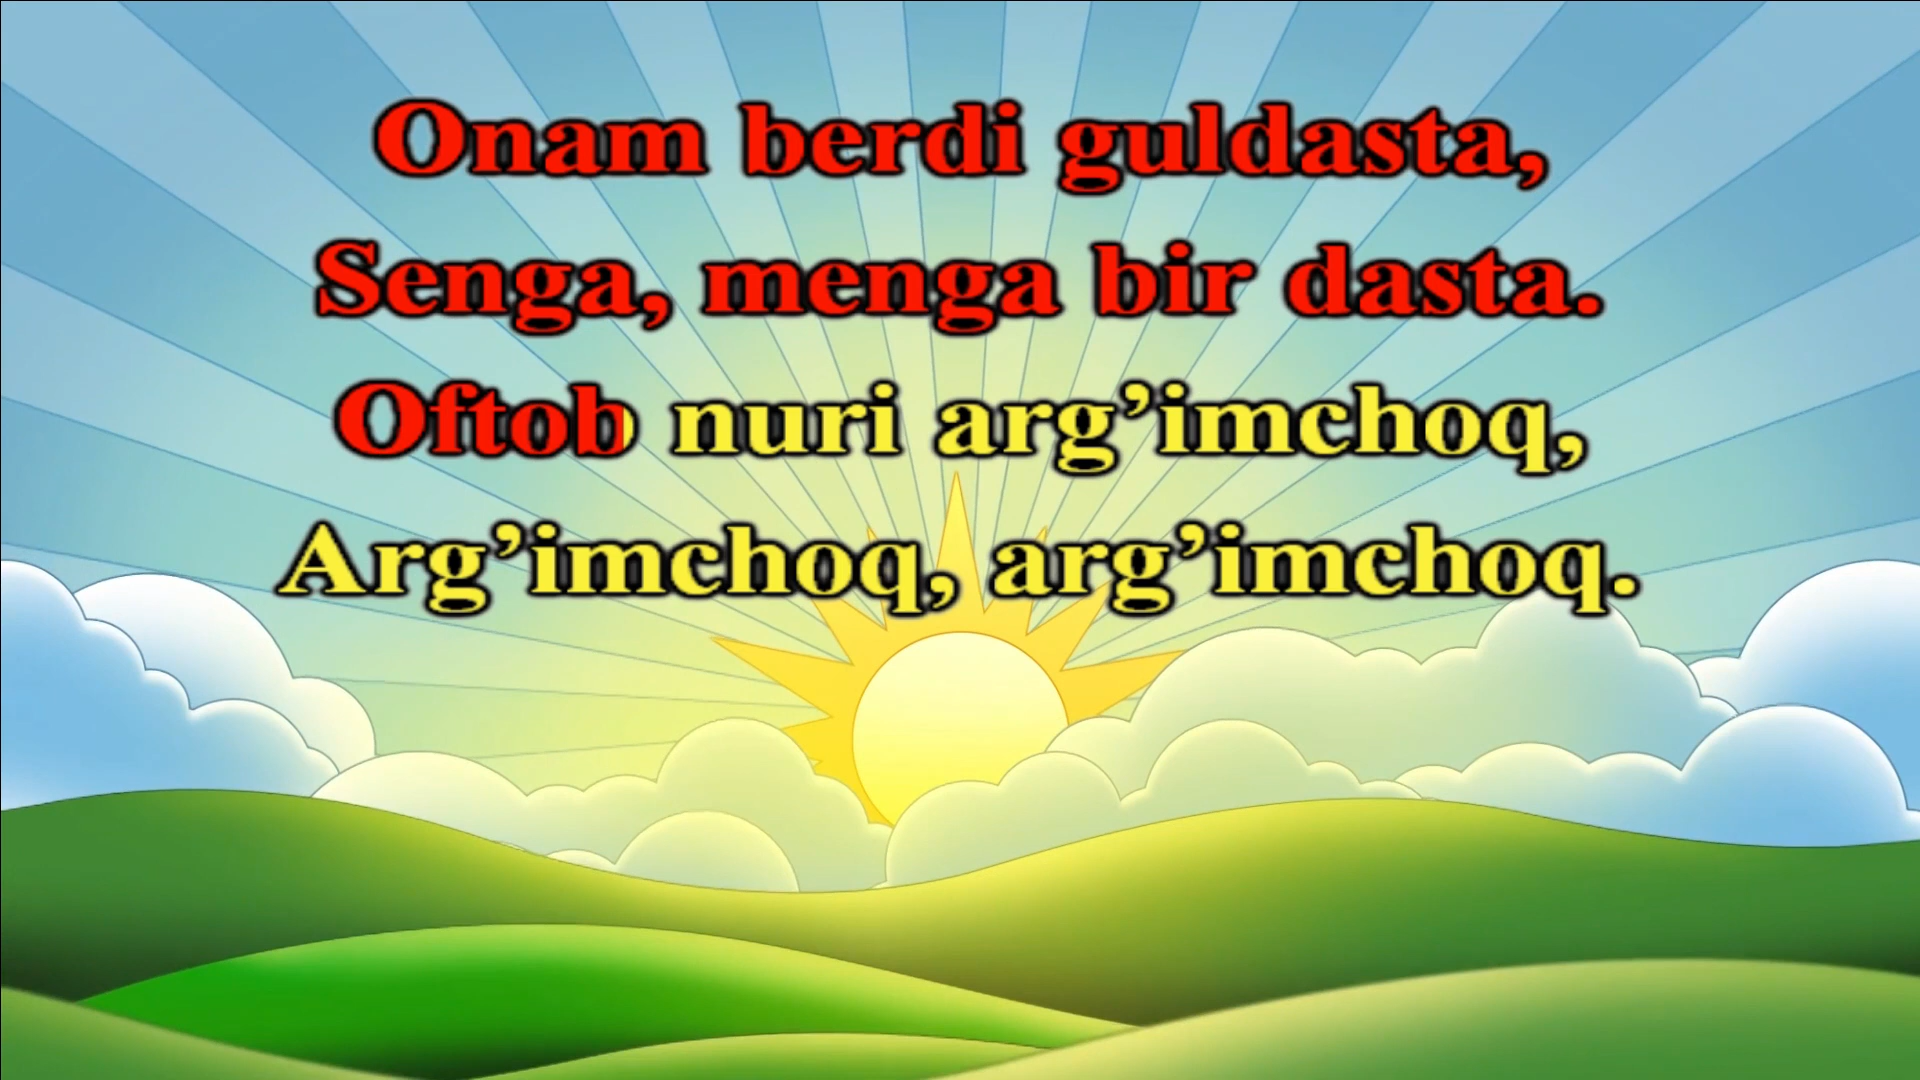 Onam berdi guldasta,
Senga, menga bir dasta.
Oftob nuri arg’imchoq,
Arg’imchoq, arg’imchoq.